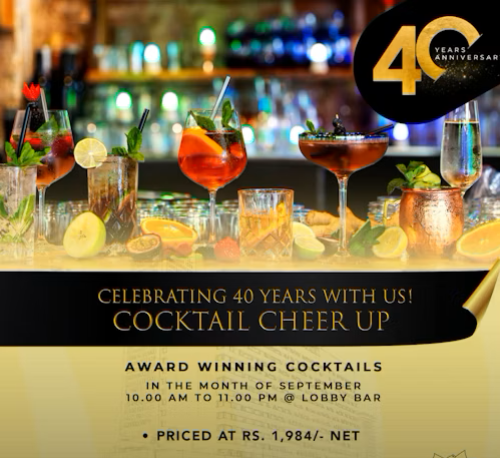 40
YEARS
ANNIVERSAR
CELEBRATING 40 YEARS WITH US!
COCKTAIL CHEER UP
AWARD WINNING COCKTAILS
IN THE MONTH OF SEPTEMBER
10.00 AM TO 11.00 PM @ LOBBY BAR
• PRICED AT RS. 1,984/- NET